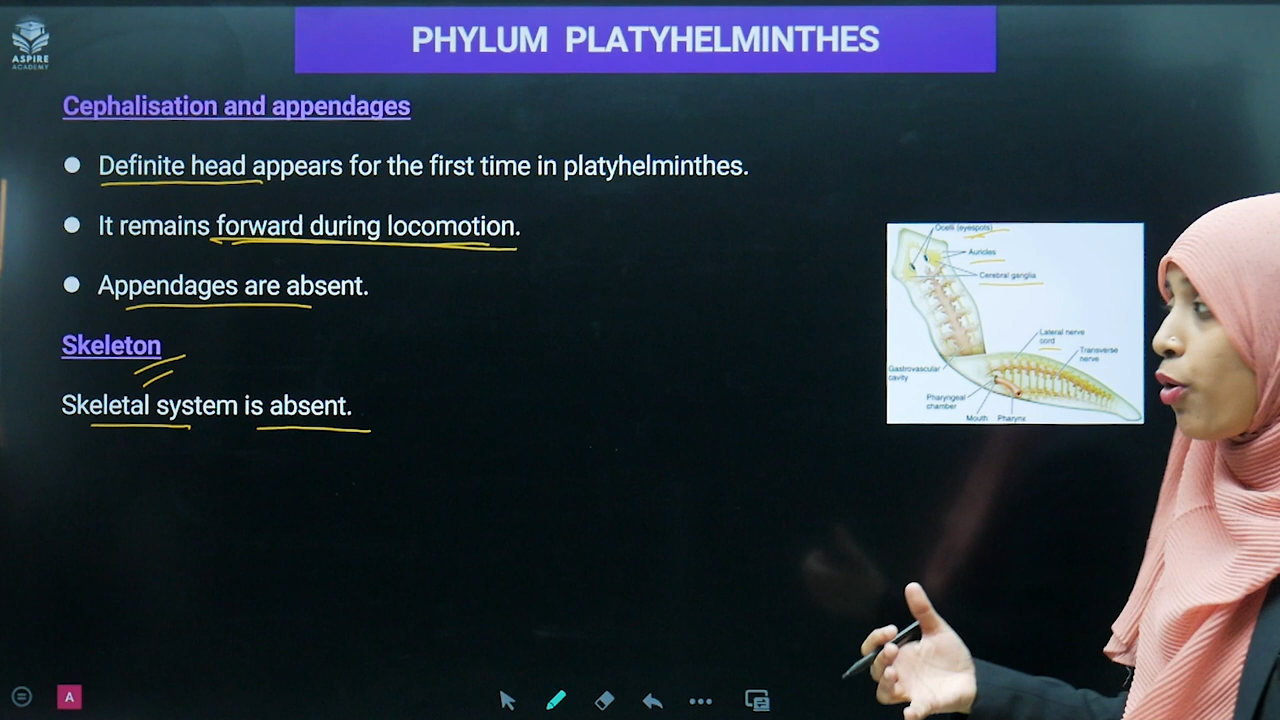 ASPIRE
ACADEMY
PHYLUM PLATYHELMINTHES
Cephalisation and appendages
● Definite head appears for the first time in platyhelminthes.
● It remains forward during locomotion.
● Appendages are absent.
Skeleton
Skeletal system is absent.
Ocelli (eyespots)
Auricles
Cerebral ganglia
Lateral nerve
cord
Transverse
nerve
Gastrovascular
cavity
Pharyngeal
chamber
Mouth
Pharynx
A